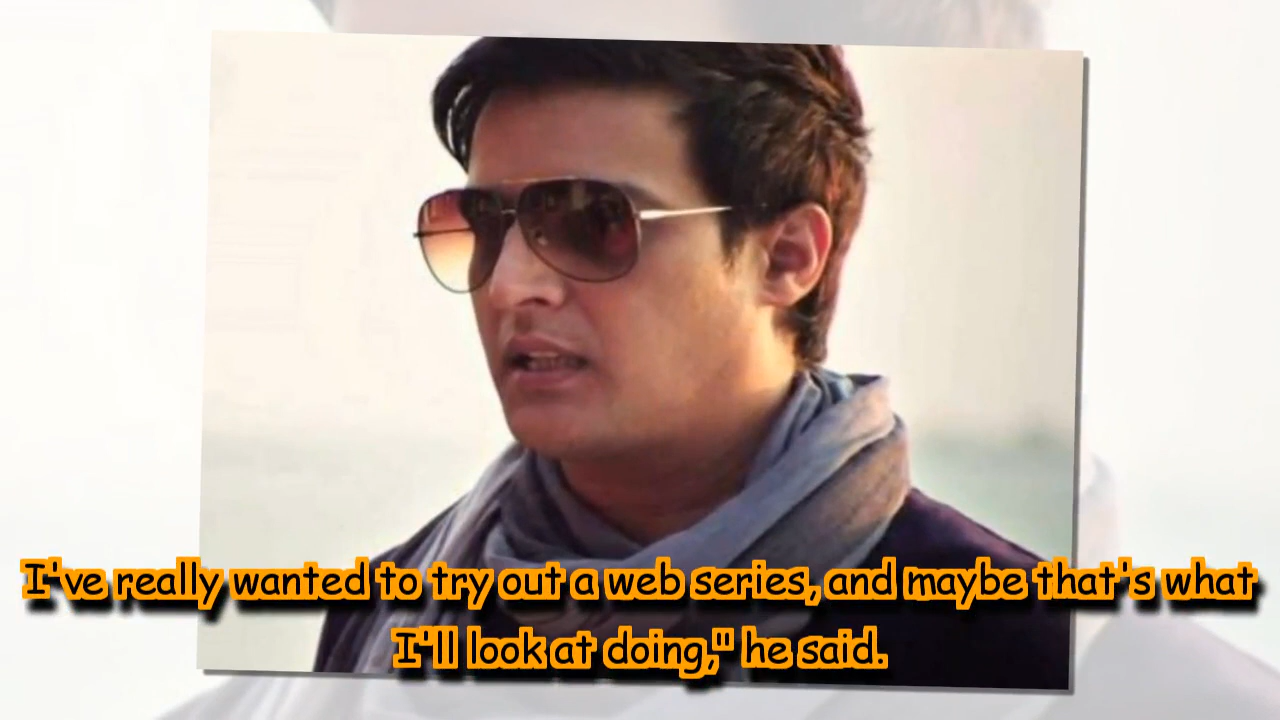 I've really wanted to try out a web series, and maybe that's what
I'll look at doing," he said.